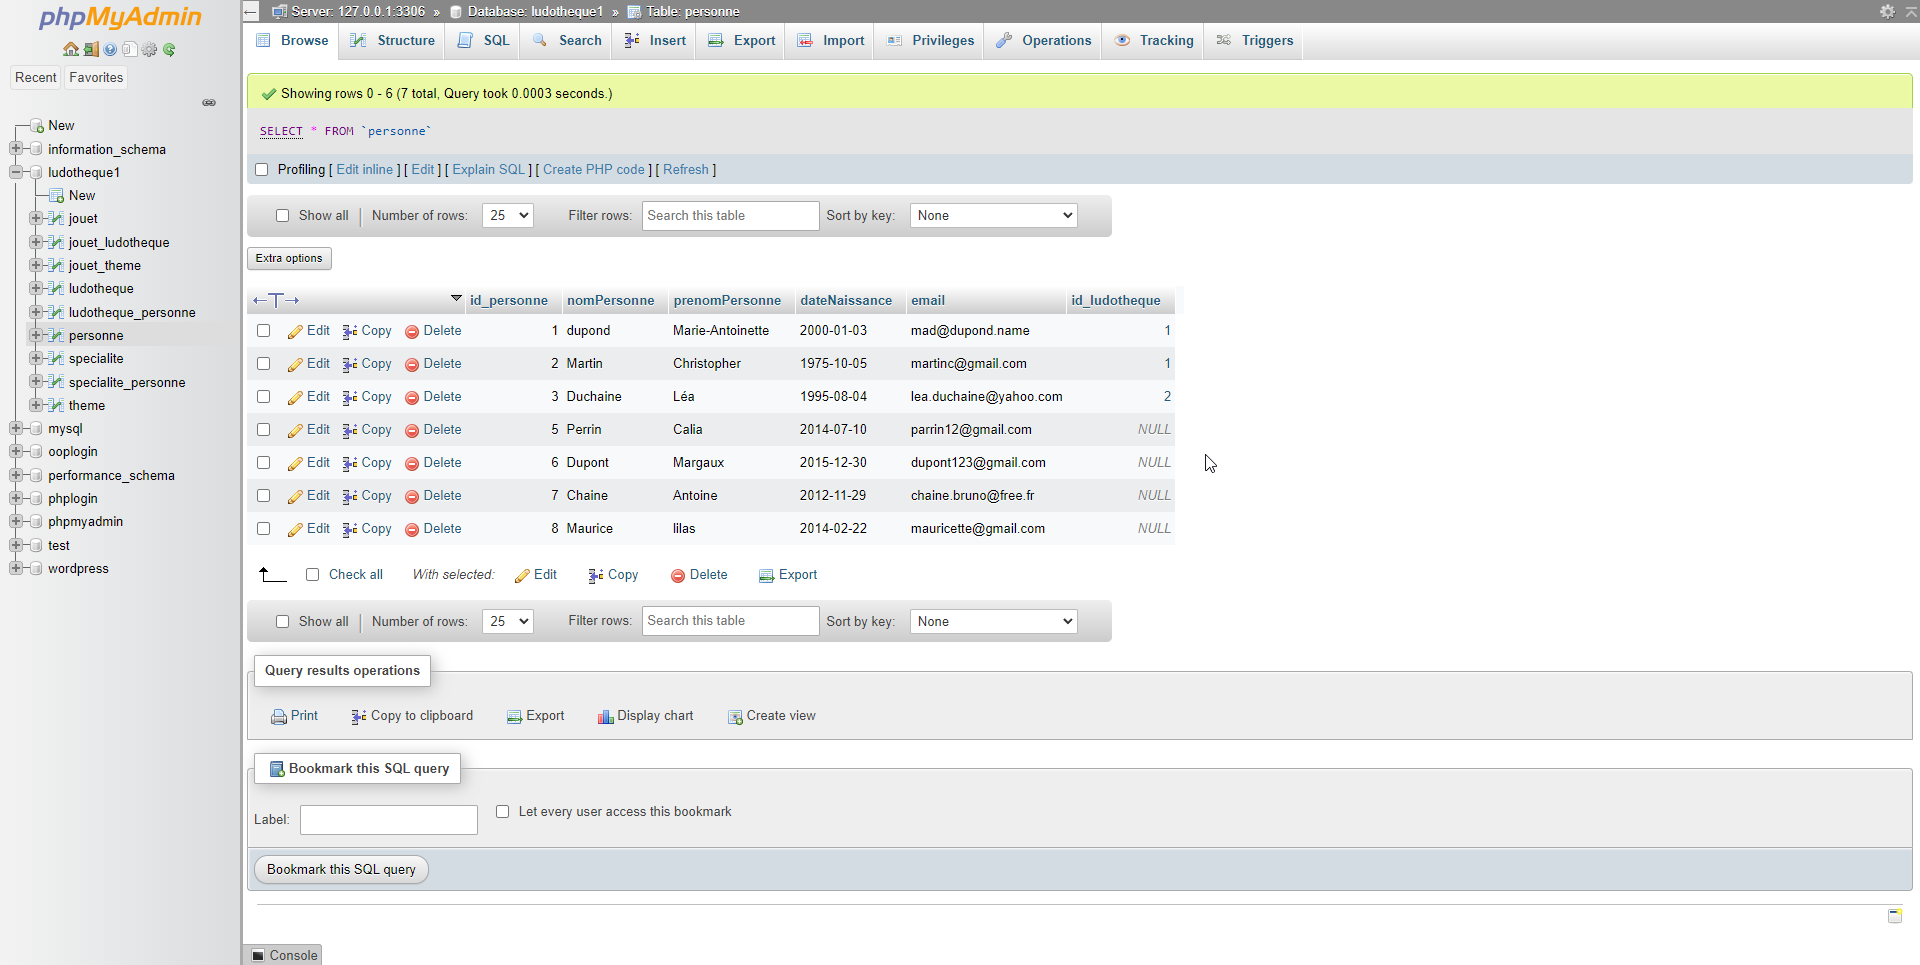 phpMyAdmin
Recent Favorites
New
information_schema
ludotheque1
New
jouet
jouet_ludotheque
jouet_theme
ludotheque
ludotheque_personne
personne
specialite
specialite_personne
theme
mysql
ooplogin
performance_schema
phplogin
phpmyadmin
test
wordpress
Server: 127.0.0.1:3306 » Database: ludotheque1 » Table: personne
Browse Structure SQL Search Insert Export Import Privileges Operations Tracking Triggers
Showing rows 0 - 6 (7 total, Query took 0.0003 seconds.)
SELECT * FROM `personne`
Profiling [ Edit inline ] [ Edit ] [ Explain SQL ] [ Create PHP code ] [ Refresh ]
Show all Number of rows: 25 Filter rows: Search this table Sort by key: None
Extra options
←T→ id_personne nomPersonne prenomPersonne dateNaissance email id_ludotheque
Edit Copy Delete 1 dupond Marie-Antoinette 2000-01-03 mad@dupond.name 1
Edit Copy Delete 2 Martin Christopher 1975-10-05 martinc@gmail.com 1
Edit Copy Delete 3 Duchaine Léa 1995-08-04 lea.duchaine@yahoo.com 2
Edit Copy Delete 5 Perrin Calia 2014-07-10 parrin12@gmail.com NULL
Edit Copy Delete 6 Dupont Margaux 2015-12-30 dupont123@gmail.com NULL
Edit Copy Delete 7 Chaine Antoine 2012-11-29 chaine.bruno@free.fr NULL
Edit Copy Delete 8 Maurice lilas 2014-02-22 mauricette@gmail.com NULL
Check all With selected: Edit Copy Delete Export
Show all Number of rows: 25 Filter rows: Search this table Sort by key: None
Query results operations
Print Copy to clipboard Export Display chart Create view
Bookmark this SQL query
Label: Let every user access this bookmark
Bookmark this SQL query
Console